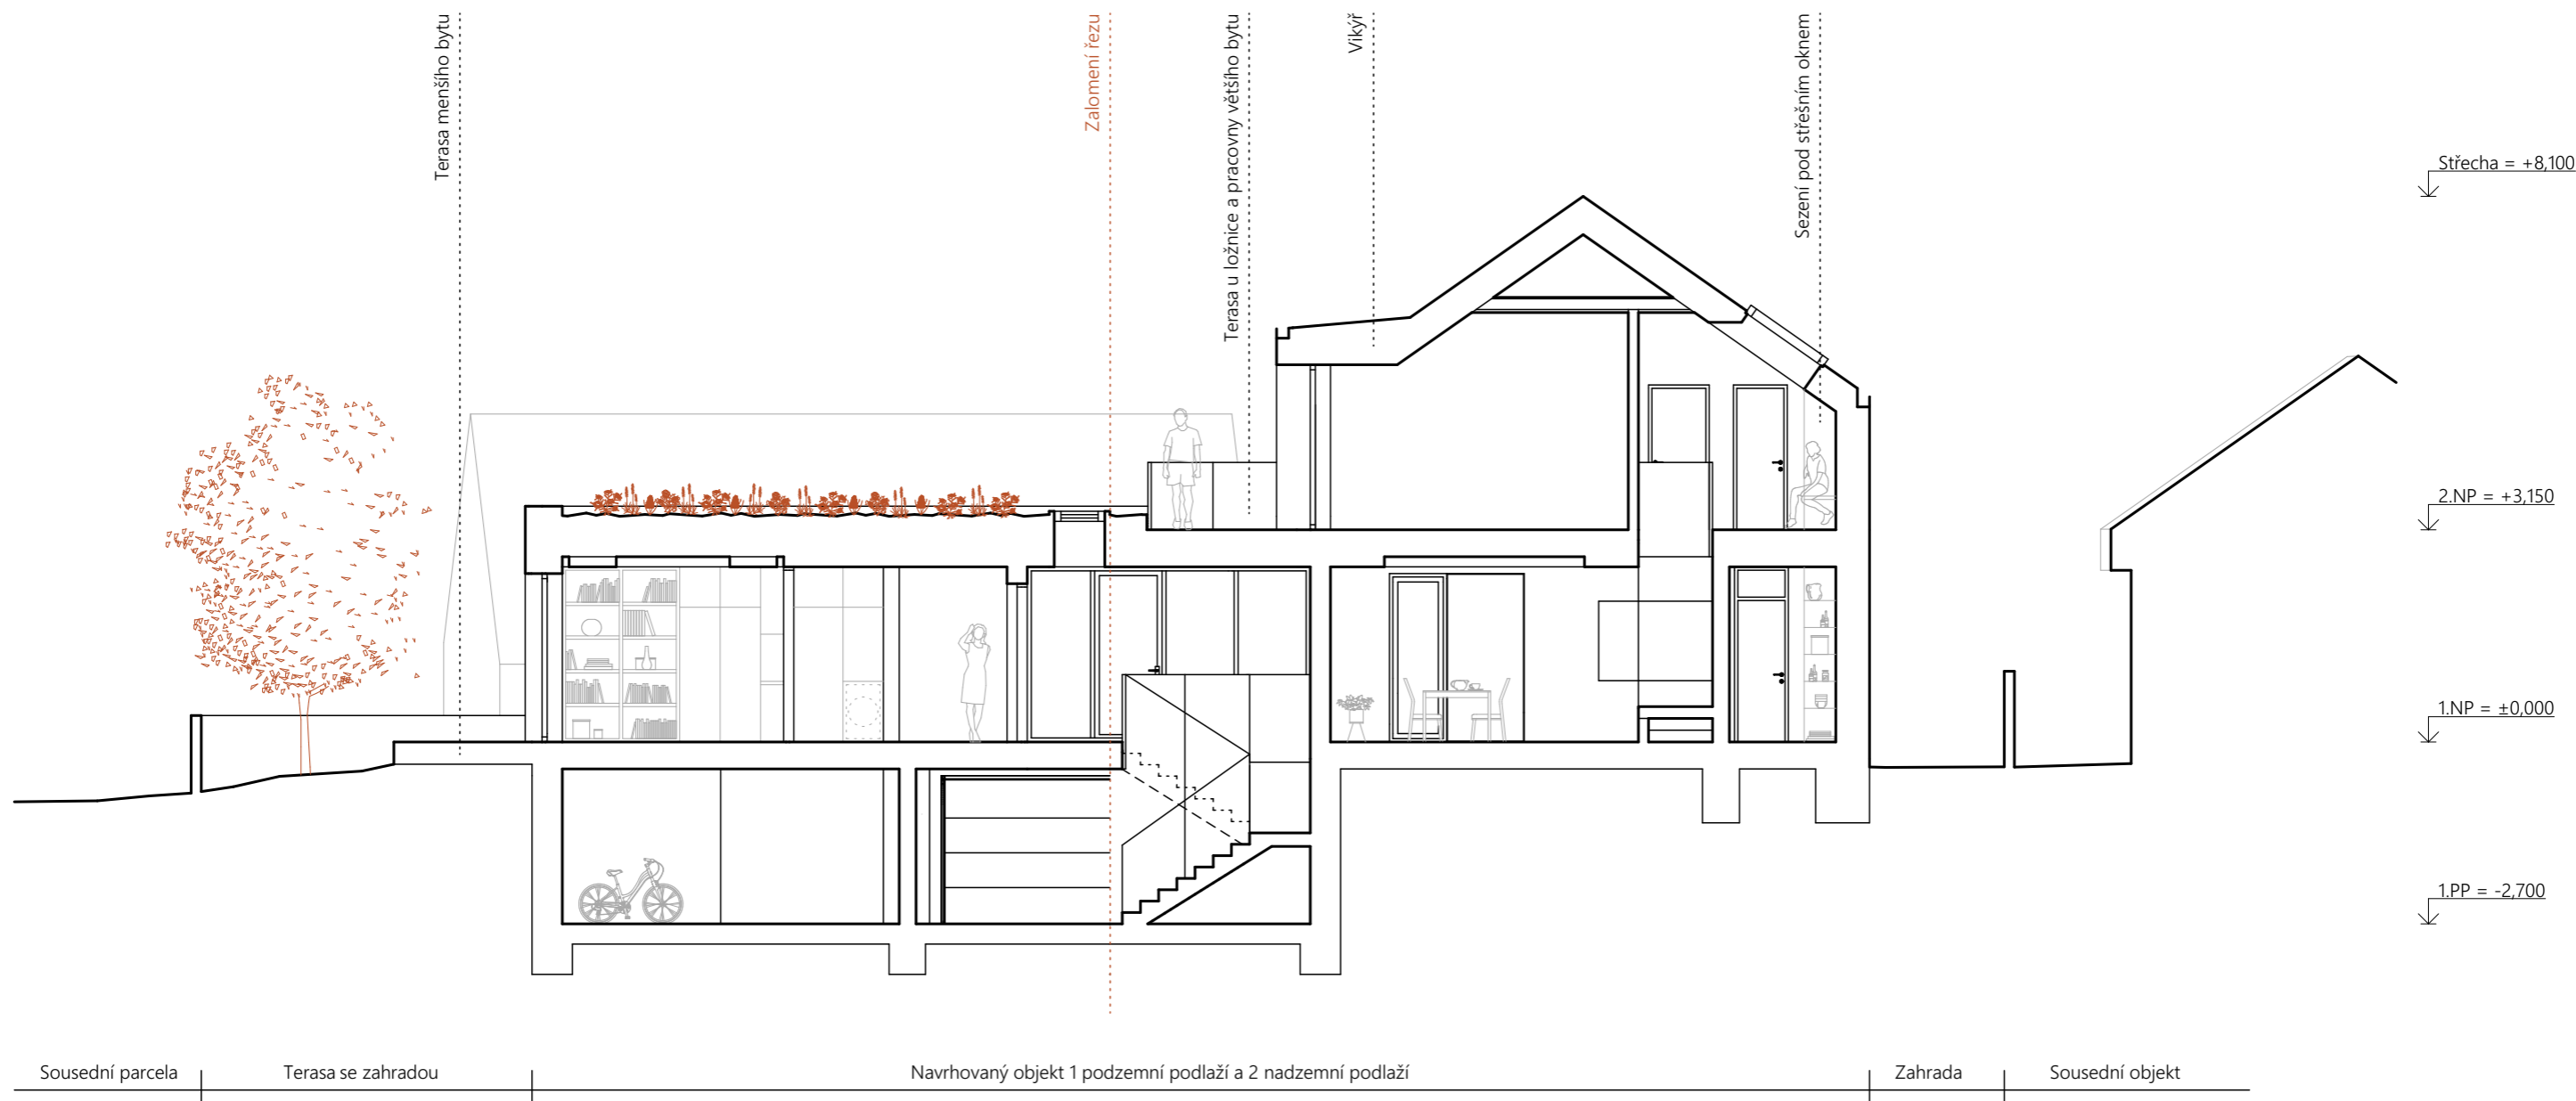 Terasa menšího bytu
Zalomení řezu
Terasa u ložnice a pracovny většího bytu
Vikýř
Sezení pod střešním oknem
Střecha = +8,100
2.NP = +3,150
1.NP = ±0,000
1.PP = -2,700
Sousední parcela
Terasa se zahradou
Navrhovaný objekt 1 podzemní podlaží a 2 nadzemní podlaží
Zahrada
Sousední objekt